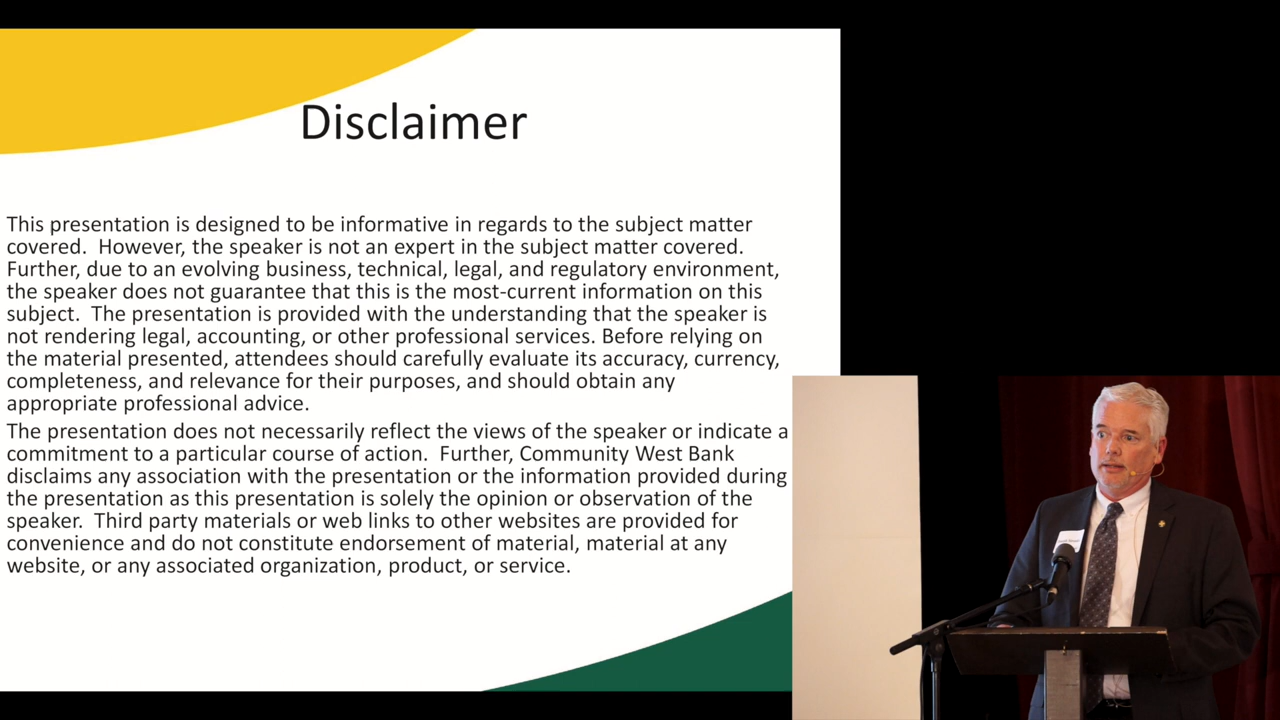 Disclaimer
This presentation is designed to be informative in regards to the subject matter
covered.  However, the speaker is not an expert in the subject matter covered.
Further, due to an evolving business, technical, legal, and regulatory environment,
the speaker does not guarantee that this is the most-current information on this
subject.  The presentation is provided with the understanding that the speaker is
not rendering legal, accounting, or other professional services. Before relying on
the material presented, attendees should carefully evaluate its accuracy, currency,
completeness, and relevance for their purposes, and should obtain any
appropriate professional advice.
The presentation does not necessarily reflect the views of the speaker or indicate a
commitment to a particular course of action.  Further, Community West Bank
disclaims any association with the presentation or the information provided during
the presentation as this presentation is solely the opinion or observation of the
speaker.  Third party materials or web links to other websites are provided for
convenience and do not constitute endorsement of material, material at any
website, or any associated organization, product, or service.